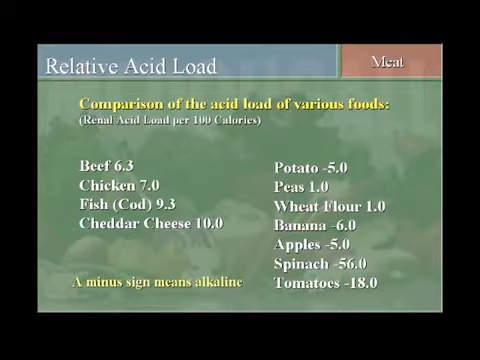 Relative Acid Load
Meat
Comparison of the acid load of various foods:
(Renal Acid Load per 100 Calories)
Beef 6.3
Chicken 7.0
Fish (Cod) 9.3
Cheddar Cheese 10.0
A minus sign means alkaline
Potato -5.0
Peas 1.0
Wheat Flour 1.0
Banana -6.0
Apples -5.0
Spinach -56.0
Tomatoes -18.0